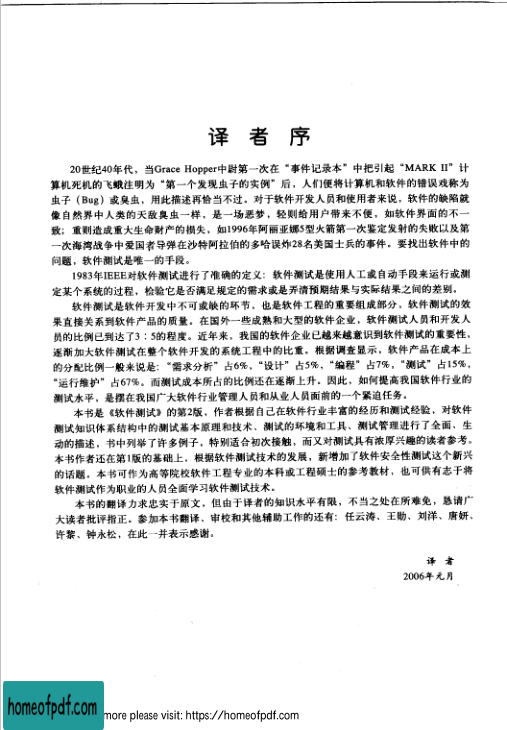 译 者 序
20世纪40年代，当Grace Hopper中尉第一次在“事件记录本”中把引起“MARK II”计
算机死机的飞蛾注明为“第一个发现虫子的实例”后，人们便将计算机和软件的错误戏称为
虫子（Bug）或臭虫，用此描述再恰当不过。对于软件开发人员和使用者来说，软件的缺陷就
像自然界中人类的天敌臭虫一样，是一场恶梦，轻则给用户带来不便，如软件界面的不一
致；重则造成重大生命财产的损失，如1996年阿丽亚娜5型火箭第一次鉴定发射的失败以及第
一次海湾战争中爱国者导弹在沙特阿拉伯的多哈误炸28名美国士兵的事件。要找出软件中的
问题，软件测试是唯一的手段。
1983年IEEE对软件测试进行了准确的定义：软件测试是使用人工或自动手段来运行或测
定某个系统的过程，检验它是否满足规定的需求或是弄清预期结果与实际结果之间的差别。
软件测试是软件开发中不可或缺的环节，也是软件工程的重要组成部分，软件测试的效
果直接关系到软件产品的质量。在国外一些成熟和大型的软件企业，软件测试人员和开发人
员的比例已到达了3：5的程度。近年来，我国的软件企业已越来越意识到软件测试的重要性，
逐渐加大软件测试在整个软件开发的系统工程中的比重。根据调查显示，软件产品在成本上
的分配比例一般来说是：“需求分析”占6%，“设计”占5%，“编程”占7%，“测试”占15%，
“运行维护”占67%。而测试成本所占的比例还在逐渐上升。因此，如何提高我国软件行业的
测试水平，是摆在我国广大软件行业管理人员和从业人员面前的一个紧迫任务。
本书是《软件测试》的第2版，作者根据自己在软件行业丰富的经历和测试经验，对软件
测试知识体系结构中的测试基本原理和技术、测试的环境和工具、测试管理进行了全面、生
动的描述，书中列举了许多例子，特别适合初次接触，而又对测试具有浓厚兴趣的读者参考。
本书作者还在第1版的基础上，根据软件测试技术的发展，新增加了软件安全性测试这个新兴
的话题。本书可作为高等院校软件工程专业的本科或工程硕士的参考教材，也可供有志于将
软件测试作为职业的人员全面学习软件测试技术。
本书的翻译力求忠实于原文，但由于译者的知识水平有限，不当之处在所难免，恳请广
大读者批评指正。参加本书翻译、审校和其他辅助工作的还有：任云涛、王勋、刘洋、唐妍、
许黎、钟永松，在此一并表示感谢。
译 者
2006年元月
homeofpdf.com
more please visit: https://homeofpdf.com